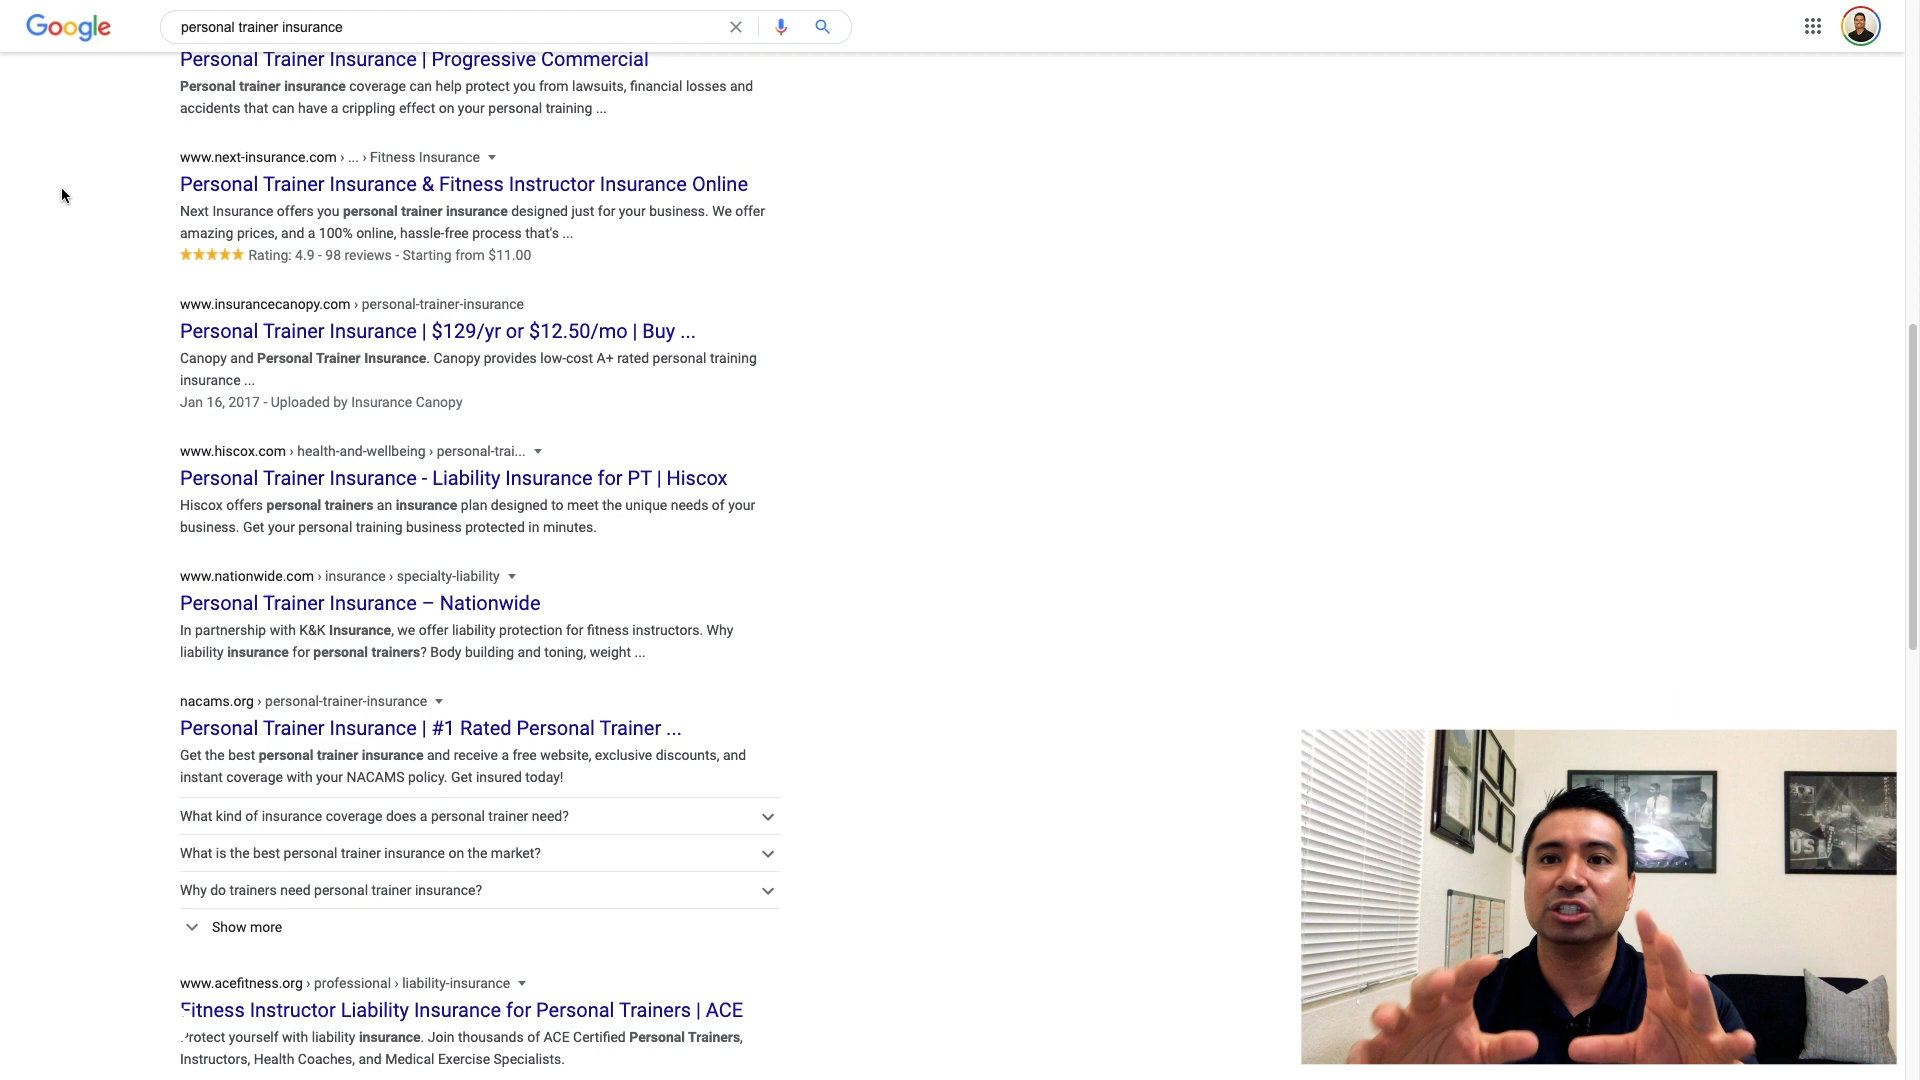 Google
personal trainer insurance
Personal Trainer Insurance | Progressive Commercial
Personal trainer insurance coverage can help protect you from lawsuits, financial losses and
accidents that can have a crippling effect on your personal training ...
www.next-insurance.com › ... › Fitness Insurance
Personal Trainer Insurance & Fitness Instructor Insurance Online
Next Insurance offers you personal trainer insurance designed just for your business. We offer
amazing prices, and a 100% online, hassle-free process that's ...
Rating: 4.9 - 98 reviews - Starting from $11.00
www.insurancecanopy.com › personal-trainer-insurance
Personal Trainer Insurance | $129/yr or $12.50/mo | Buy ...
Canopy and Personal Trainer Insurance. Canopy provides low-cost A+ rated personal training
insurance ...
Jan 16, 2017 - Uploaded by Insurance Canopy
www.hiscox.com › health-and-wellbeing › personal-trai...
Personal Trainer Insurance - Liability Insurance for PT | Hiscox
Hiscox offers personal trainers an insurance plan designed to meet the unique needs of your
business. Get your personal training business protected in minutes.
www.nationwide.com › insurance › specialty-liability
Personal Trainer Insurance – Nationwide
In partnership with K&K Insurance, we offer liability protection for fitness instructors. Why
liability insurance for personal trainers? Body building and toning, weight ...
nacams.org › personal-trainer-insurance
Personal Trainer Insurance | #1 Rated Personal Trainer ...
Get the best personal trainer insurance and receive a free website, exclusive discounts, and
instant coverage with your NACAMS policy. Get insured today!
What kind of insurance coverage does a personal trainer need?
What is the best personal trainer insurance on the market?
Why do trainers need personal trainer insurance?
Show more
www.acefitness.org › professional › liability-insurance
Fitness Instructor Liability Insurance for Personal Trainers | ACE
Protect yourself with liability insurance. Join thousands of ACE Certified Personal Trainers,
Instructors, Health Coaches, and Medical Exercise Specialists.
US